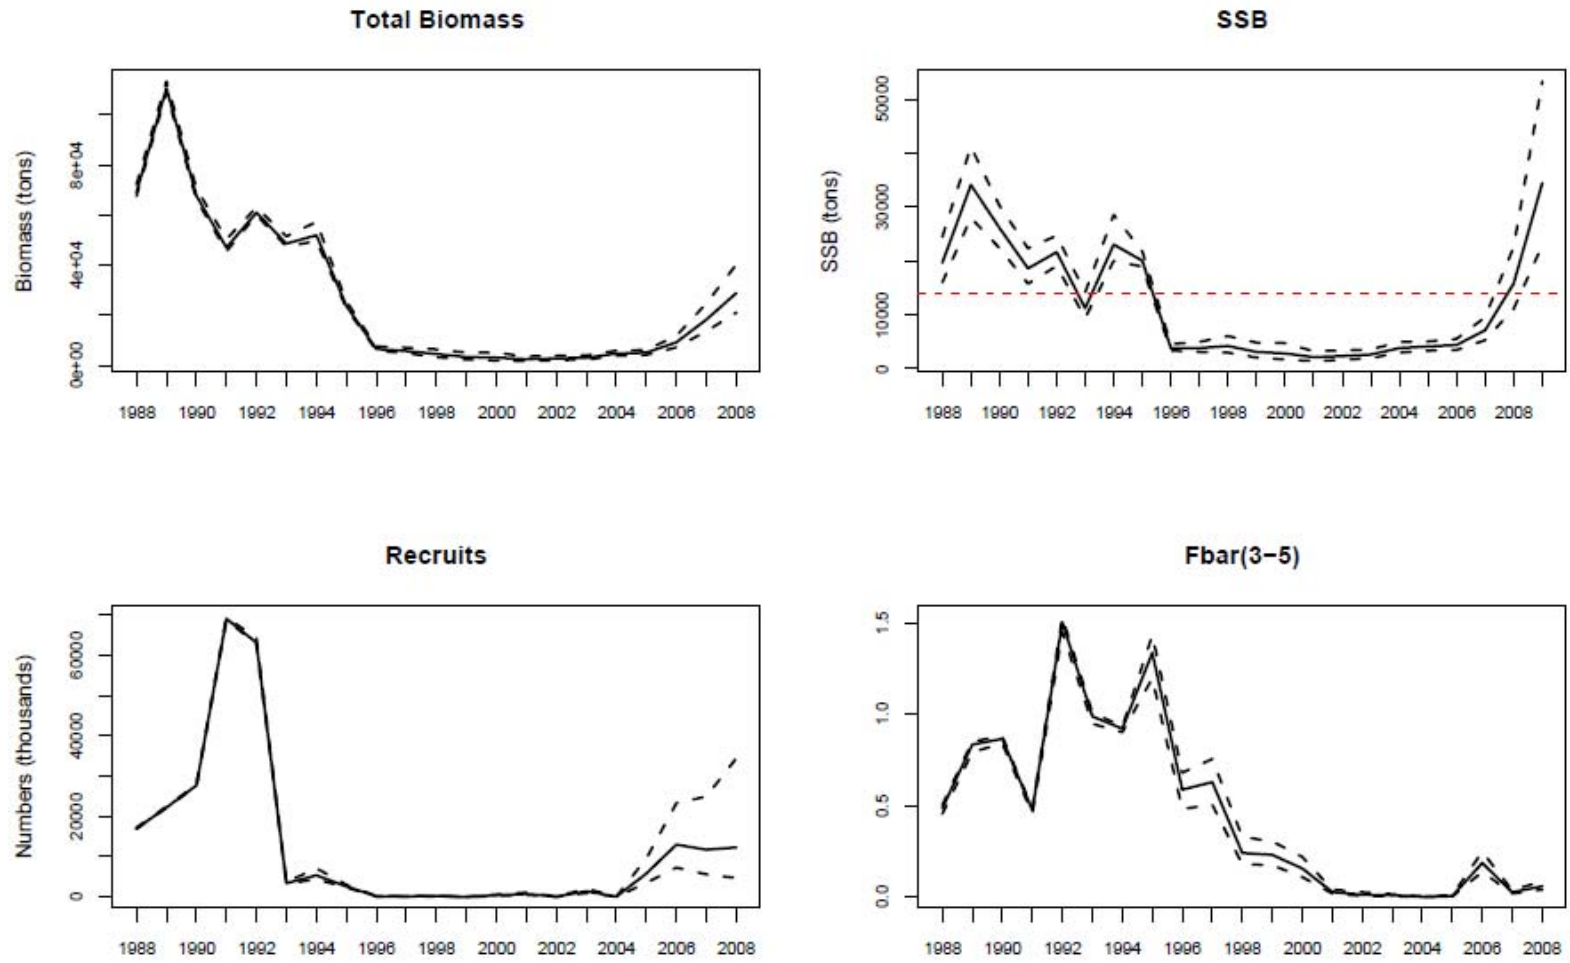 Total Biomass
Biomass (tons)
8e+04
4e+04
0e+00
1988 1990 1992 1994 1996 1998 2000 2002 2004 2006 2008
SSB
SSB (tons)
50000
30000
10000
0
1988 1990 1992 1994 1996 1998 2000 2002 2004 2006 2008
Recruits
Numbers (thousands)
60000
40000
20000
0
1988 1990 1992 1994 1996 1998 2000 2002 2004 2006 2008
Fbar(3−5)
1.5
1.0
0.5
0.0
1988 1990 1992 1994 1996 1998 2000 2002 2004 2006 2008